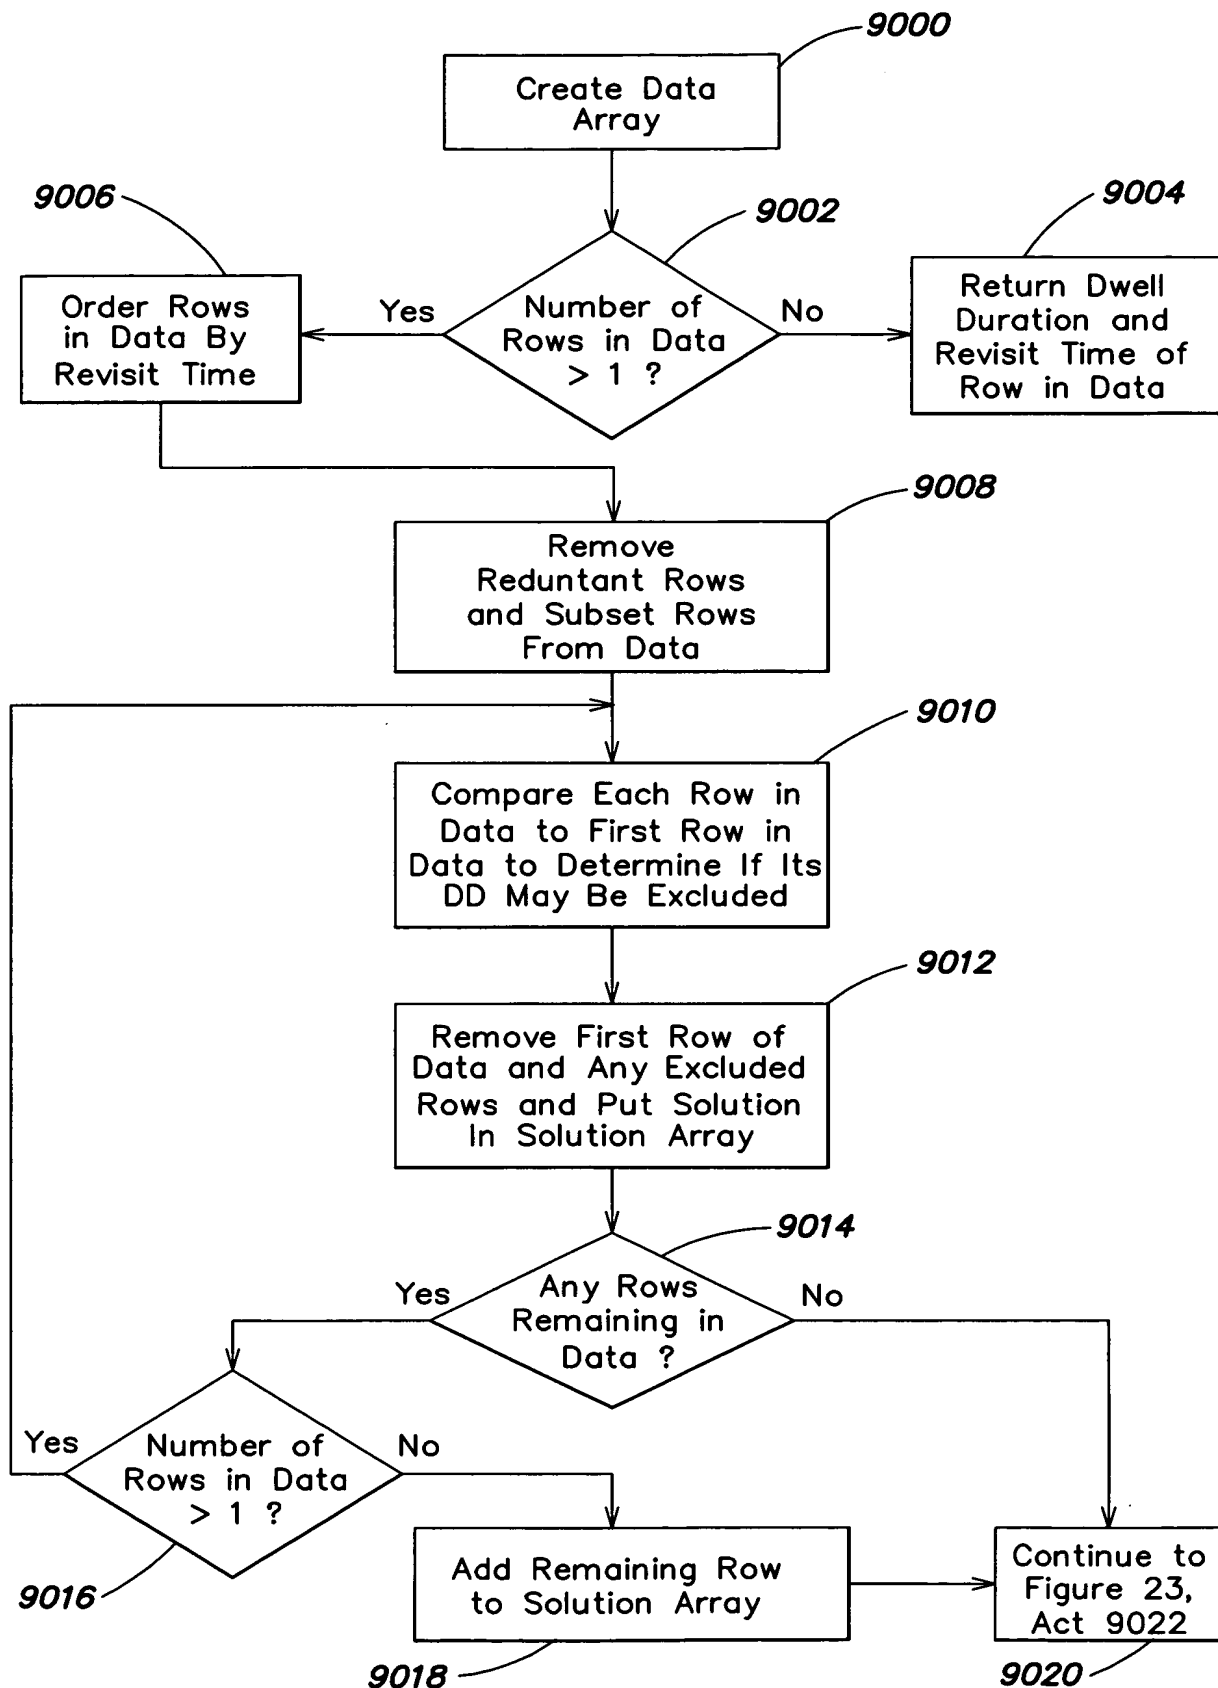 9000
Create Data
Array
9006
9002
9004
Order Rows
in Data By
Revisit Time
Yes
Number of
Rows in Data
> 1 ?
No
Return Dwell
Duration and
Revisit Time of
Row in Data
9008
Remove
Reduntant Rows
and Subset Rows
From Data
9010
Compare Each Row in
Data to First Row in
Data to Determine If Its
DD May Be Excluded
9012
Remove First Row of
Data and Any Excluded
Rows and Put Solution
In Solution Array
9014
Yes
Any Rows
Remaining in
Data ?
No
Yes
Number of
Rows in Data
> 1 ?
No
9016
Add Remaining Row
to Solution Array
9018
Continue to
Figure 23,
Act 9022
9020